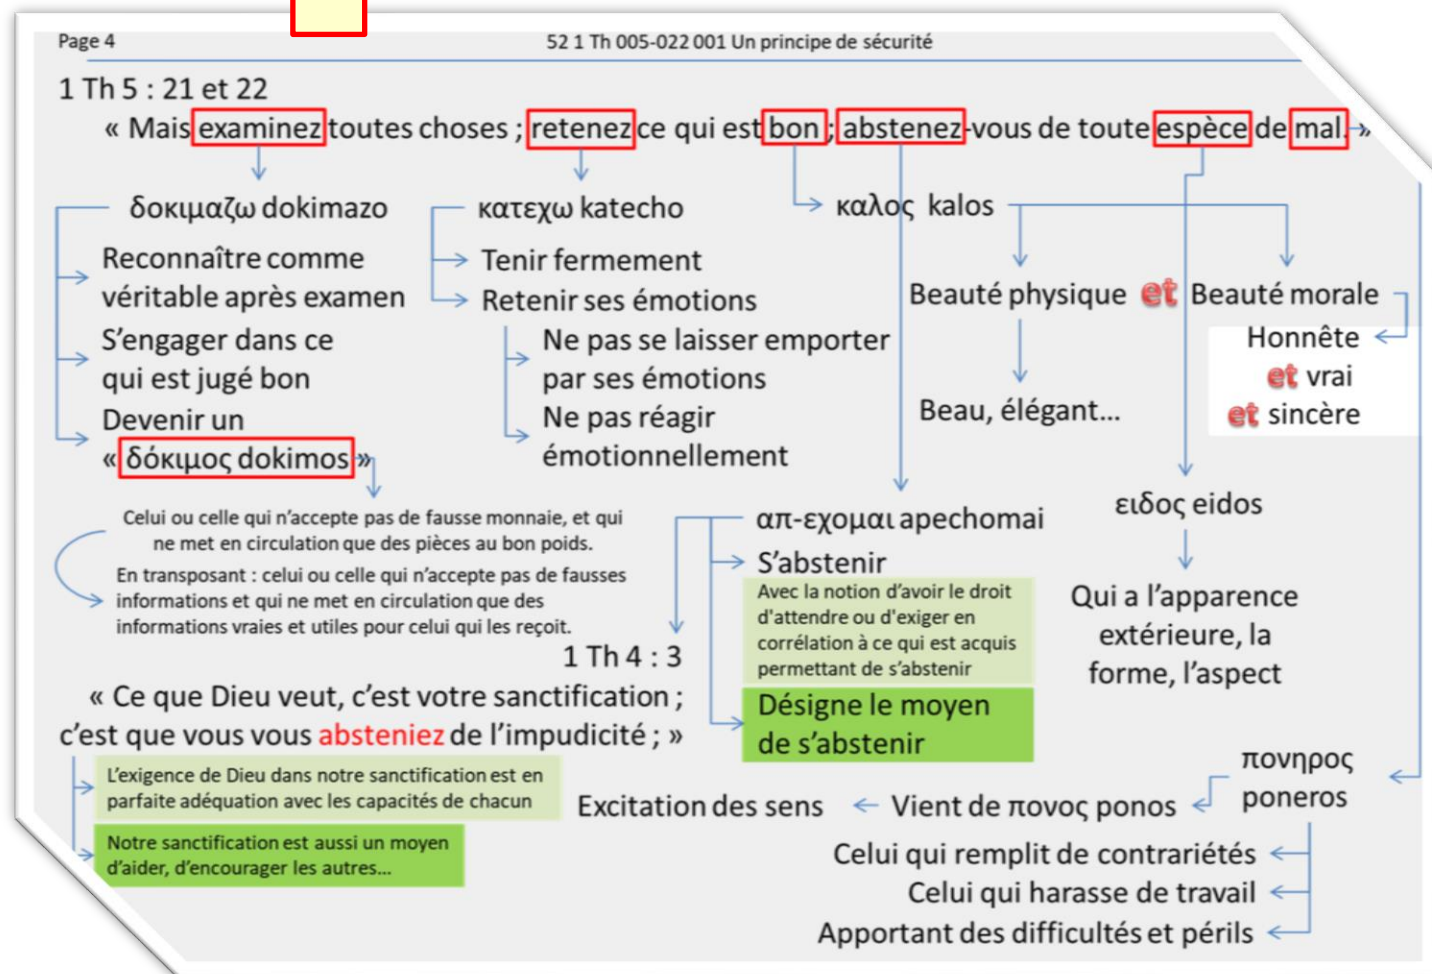 Page 4
52 1 Th 005-022 001 Un principe de sécurité
1 Th 5 : 21 et 22
« Mais examinez toutes choses ; retenez ce qui est bon ; abstenez-vous de toute espèce de mal. »
δοκιμαζω dokimazo
Reconnaître comme
véritable après examen
S’engager dans ce
qui est jugé bon
Devenir un
« δόκιμος dokimos »
κατεχω katecho
Tenir fermement
Retenir ses émotions
Ne pas se laisser emporter
par ses émotions
Ne pas réagir
émotionnellement
καλος kalos
Beauté physique et Beauté morale
Beau, élégant...
Honnête
et vrai
et sincère
Celui ou celle qui n’accepte pas de fausse monnaie, et qui
ne met en circulation que des pièces au bon poids.
En transposant : celui ou celle qui n’accepte pas de fausses
informations et qui ne met en circulation que des
informations vraies et utiles pour celui qui les reçoit.
απ-εχομαι apechomai
S’abstenir
Avec la notion d’avoir le droit
d'attendre ou d'exiger en
corrélation à ce qui est acquis
permettant de s’abstenir
Désigne le moyen
de s’abstenir
ειδος eidos
Qui a l’apparence
extérieure, la
forme, l’aspect
1 Th 4 : 3
« Ce que Dieu veut, c’est votre sanctification ;
c’est que vous vous absteniez de l’impudicité ; »
L’exigence de Dieu dans notre sanctification est en
parfaite adéquation avec les capacités de chacun
Notre sanctification est aussi un moyen
d’aider, d’encourager les autres...
πονηρος
poneros
Vient de πονος ponos
Excitation des sens
Celui qui remplit de contrariétés
Celui qui harasse de travail
Apportant des difficultés et périls